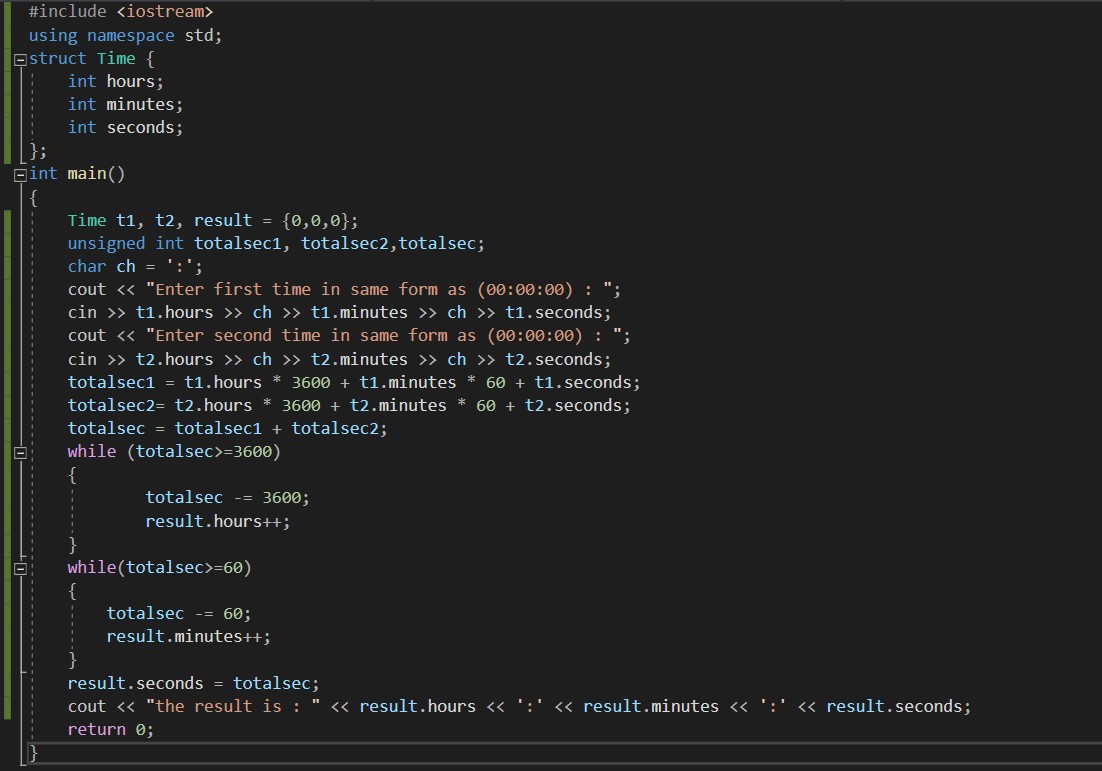 #include <iostream>
using namespace std;
struct Time {
    int hours;
    int minutes;
    int seconds;
};
int main()
{
    Time t1, t2, result = {0,0,0};
    unsigned int totalsec1, totalsec2,totalsec;
    char ch = ':';
    cout << "Enter first time in same form as (00:00:00) : ";
    cin >> t1.hours >> ch >> t1.minutes >> ch >> t1.seconds;
    cout << "Enter second time in same form as (00:00:00) : ";
    cin >> t2.hours >> ch >> t2.minutes >> ch >> t2.seconds;
    totalsec1 = t1.hours * 3600 + t1.minutes * 60 + t1.seconds;
    totalsec2= t2.hours * 3600 + t2.minutes * 60 + t2.seconds;
    totalsec = totalsec1 + totalsec2;
    while (totalsec>=3600)
    {
            totalsec -= 3600;
            result.hours++;
    }
    while(totalsec>=60)
    {
        totalsec -= 60;
        result.minutes++;
    }
    result.seconds = totalsec;
    cout << "the result is : " << result.hours << ':' << result.minutes << ':' << result.seconds;
    return 0;
}